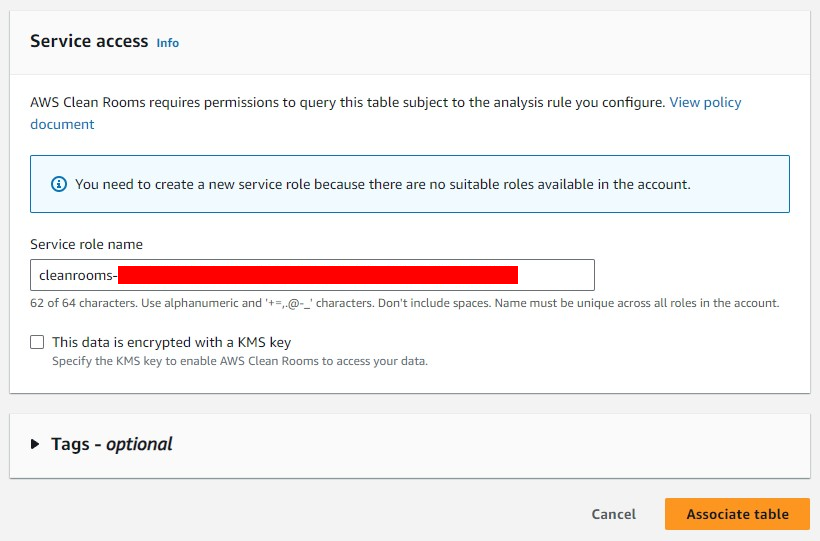 Service access Info
AWS Clean Rooms requires permissions to query this table subject to the analysis rule you configure. View policy
document
You need to create a new service role because there are no suitable roles available in the account.
Service role name
cleanrooms-
62 of 64 characters. Use alphanumeric and '+=,.@-_' characters. Don't include spaces. Name must be unique across all roles in the account.
This data is encrypted with a KMS key
Specify the KMS key to enable AWS Clean Rooms to access your data.
Tags - optional
Cancel
Associate table